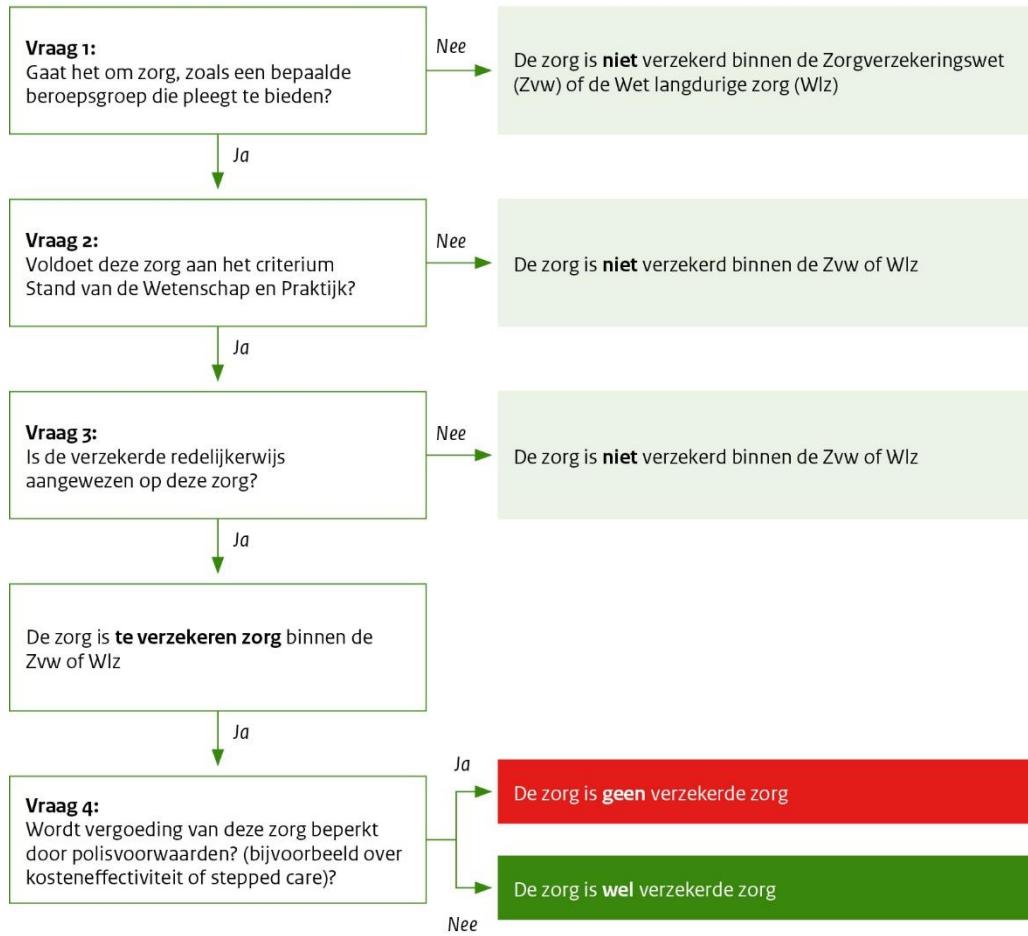 Vraag 1:
Gaat het om zorg, zoals een bepaalde
beroepsgroep die pleegt te bieden?
Nee
De zorg is niet verzekerd binnen de Zorgverzekeringswet
(Zvw) of de Wet langdurige zorg (Wlz)
Ja
Vraag 2:
Voldoet deze zorg aan het criterium
Stand van de Wetenschap en Praktijk?
Nee
De zorg is niet verzekerd binnen de Zvw of Wlz
Ja
Vraag 3:
Is de verzekerde redelijkerwijs
aangewezen op deze zorg?
Nee
De zorg is niet verzekerd binnen de Zvw of Wlz
Ja
De zorg is te verzekeren zorg binnen de
Zvw of Wlz
Ja
Vraag 4:
Wordt vergoeding van deze zorg beperkt
door polisvoorwaarden? (bijvoorbeeld over
kosteneffectiviteit of stepped care)?
Ja
De zorg is geen verzekerde zorg
De zorg is wel verzekerde zorg
Nee